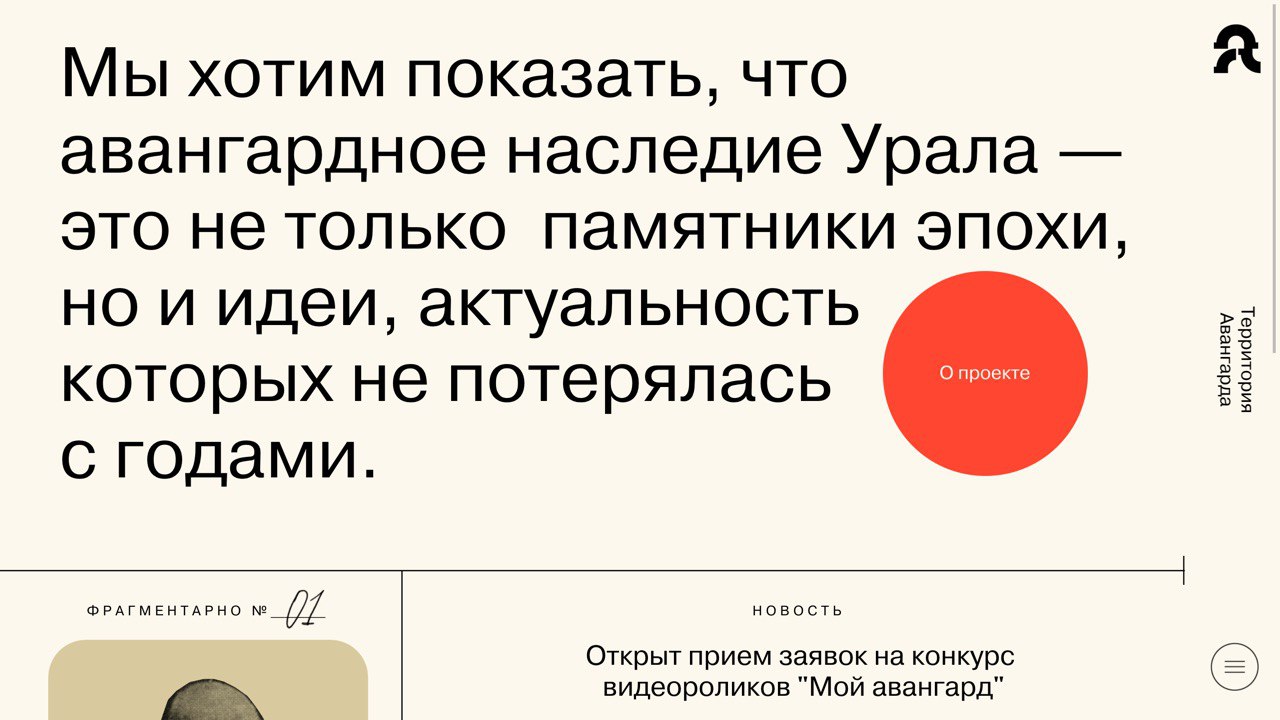 Мы хотим показать, что
авангардное наследие Урала —
это не только  памятники эпохи,
но и идеи, актуальность
которых не потерялась
с годами.
О проекте
Территория
Авангарда
ФРАГМЕНТАРНО № 01
НОВОСТЬ
Открыт прием заявок на конкурс
видеороликов "Мой авангард"